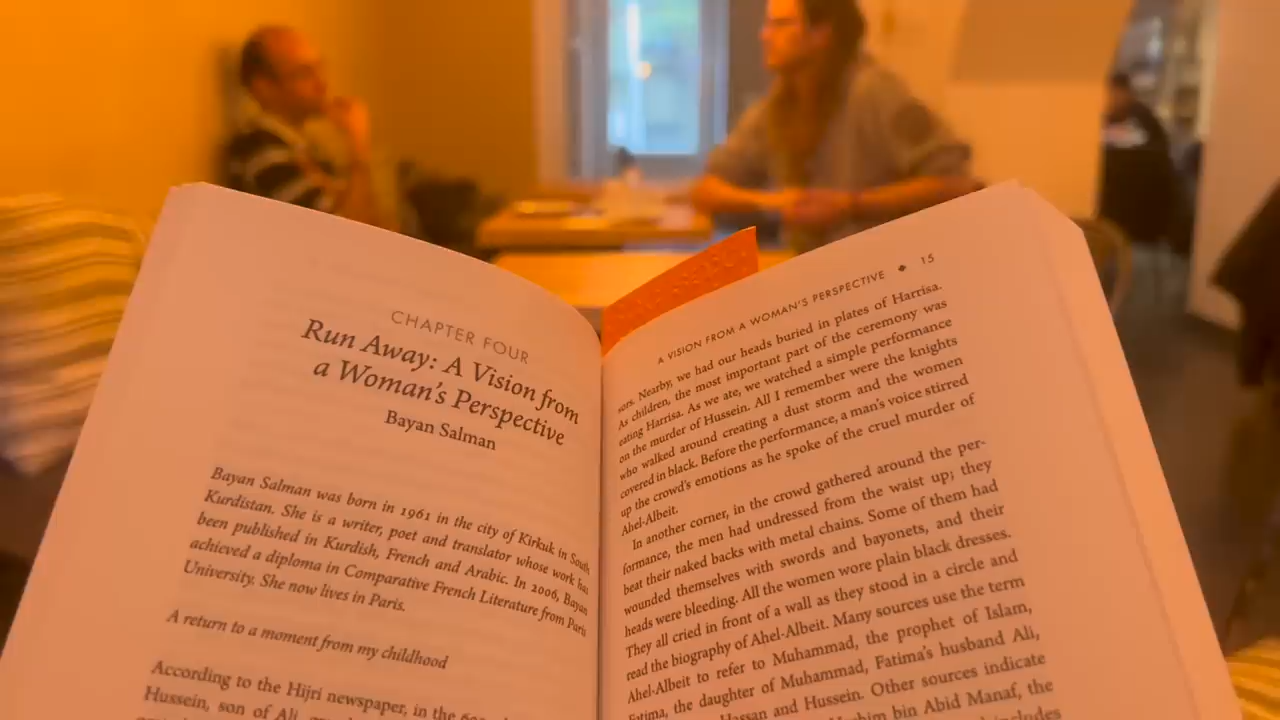 CHAPTER FOUR
Run Away: A Vision from
a Woman's Perspective
Bayan Salman
Bayan Salman was born in 1961 in the city of Kirkuk in South
Kurdistan. She is a writer, poet and translator whose work has
been published in Kurdish, French and Arabic. In 2006, Bayan
achieved a diploma in Comparative French Literature from Paris
University. She now lives in Paris.
A return to a moment from my childhood
According to the Hijri newspaper, in the
Hussein, son of Ali,
A VISION FROM A WOMAN'S PERSPECTIVE ◆ 15
sors. Nearby, we had our heads buried in plates of Harrisa.
As children, the most important part of the ceremony was
eating Harrisa. As we ate, we watched a simple performance
on the murder of Hussein. All I remember were the knights
who walked around creating a dust storm and the women
covered in black. Before the performance, a man's voice stirred
up the crowd's emotions as he spoke of the cruel murder of
Ahel-Albeit.
In another corner, in the crowd gathered around the per-
formance, the men had undressed from the waist up; they
beat their naked backs with metal chains. Some of them had
wounded themselves with swords and bayonets, and their
heads were bleeding. All the women wore plain black dresses.
They all cried in front of a wall as they stood in a circle and
read the biography of Ahel-Albeit. Many sources use the term
Ahel-Albeit to refer to Muhammad, the prophet of Islam,
Fatima, the daughter of Muhammad, Fatima's husband Ali,
Hassan and Hussein. Other sources indicate
bin Abid Manaf, the
includes